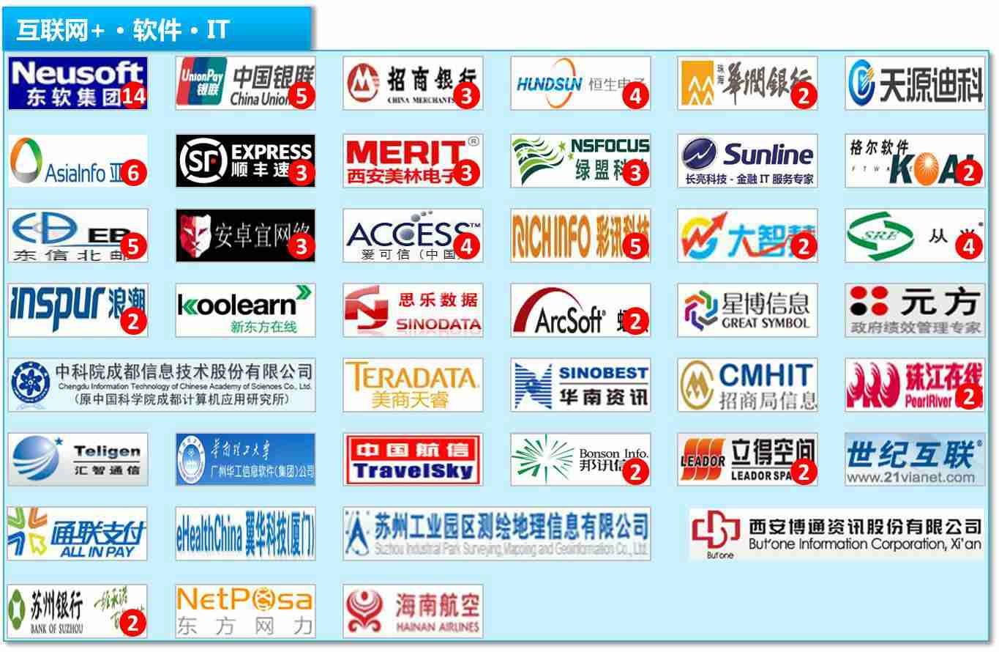 互联网+·软件·IT
Neusoft
东软集团
14
UnionPay
银联
中国银联
China Union
5
招商银行
CHINA MERCHANTS
3
HUNDSUN 恒生电子
4
珠海
華潤銀行
2
天源迪科
AsiaInfo 亚
6
SF EXPRESS
顺丰速
3
MERIT®
西安美林电子
3
NSFOCUS
绿盟科技
3
Sunline
长亮科技 - 金融 IT 服务专家
格尔软件
KOAL
2
EB
东信北邮
5
安卓宜网络
3
ACCESS™
爱可信(中国)
4
RICHINFO 彩讯科技
5
大智慧
2
SRE 从兴
4
inspur 浪潮
2
koolearn
新东方在线
思乐数据
SINODATA
ArcSoft®
2
星博信息
GREAT SYMBOL
元方
政府绩效管理专家
中科院成都信息技术股份有限公司
Chengdu Information Technology of Chinese Academy of Sciences Co., Ltd.
(原中国科学院成都计算机应用研究所)
TERADATA
美商天睿
SINOBEST
华南资讯
CMHIT
招商局信息
珠江在线
PRO PearlRiver
2
Teligen
汇智通信
華南理工大學
广州华工信息软件(集团)公司
中国航信
TravelSky
Bonson Info.
邦讯信
2
LEADOR 立得空间
LEADOR SPA
2
世纪互联®
www.21vianet.com
通联支付
ALL IN PAY
eHealthChina 翼华科技(厦门)
苏州工业园区测绘地理信息有限公司
Suzhou Industrial Park Surveying,Mapping and Geoinformation Co., Ltd.
But'one
西安博通资讯股份有限公司
But'one Information Corporation, Xi'an
苏州银行
BANK OF SUZHOU
2
NetPosa
东方网力
海南航空
HAINAN AIRLINES